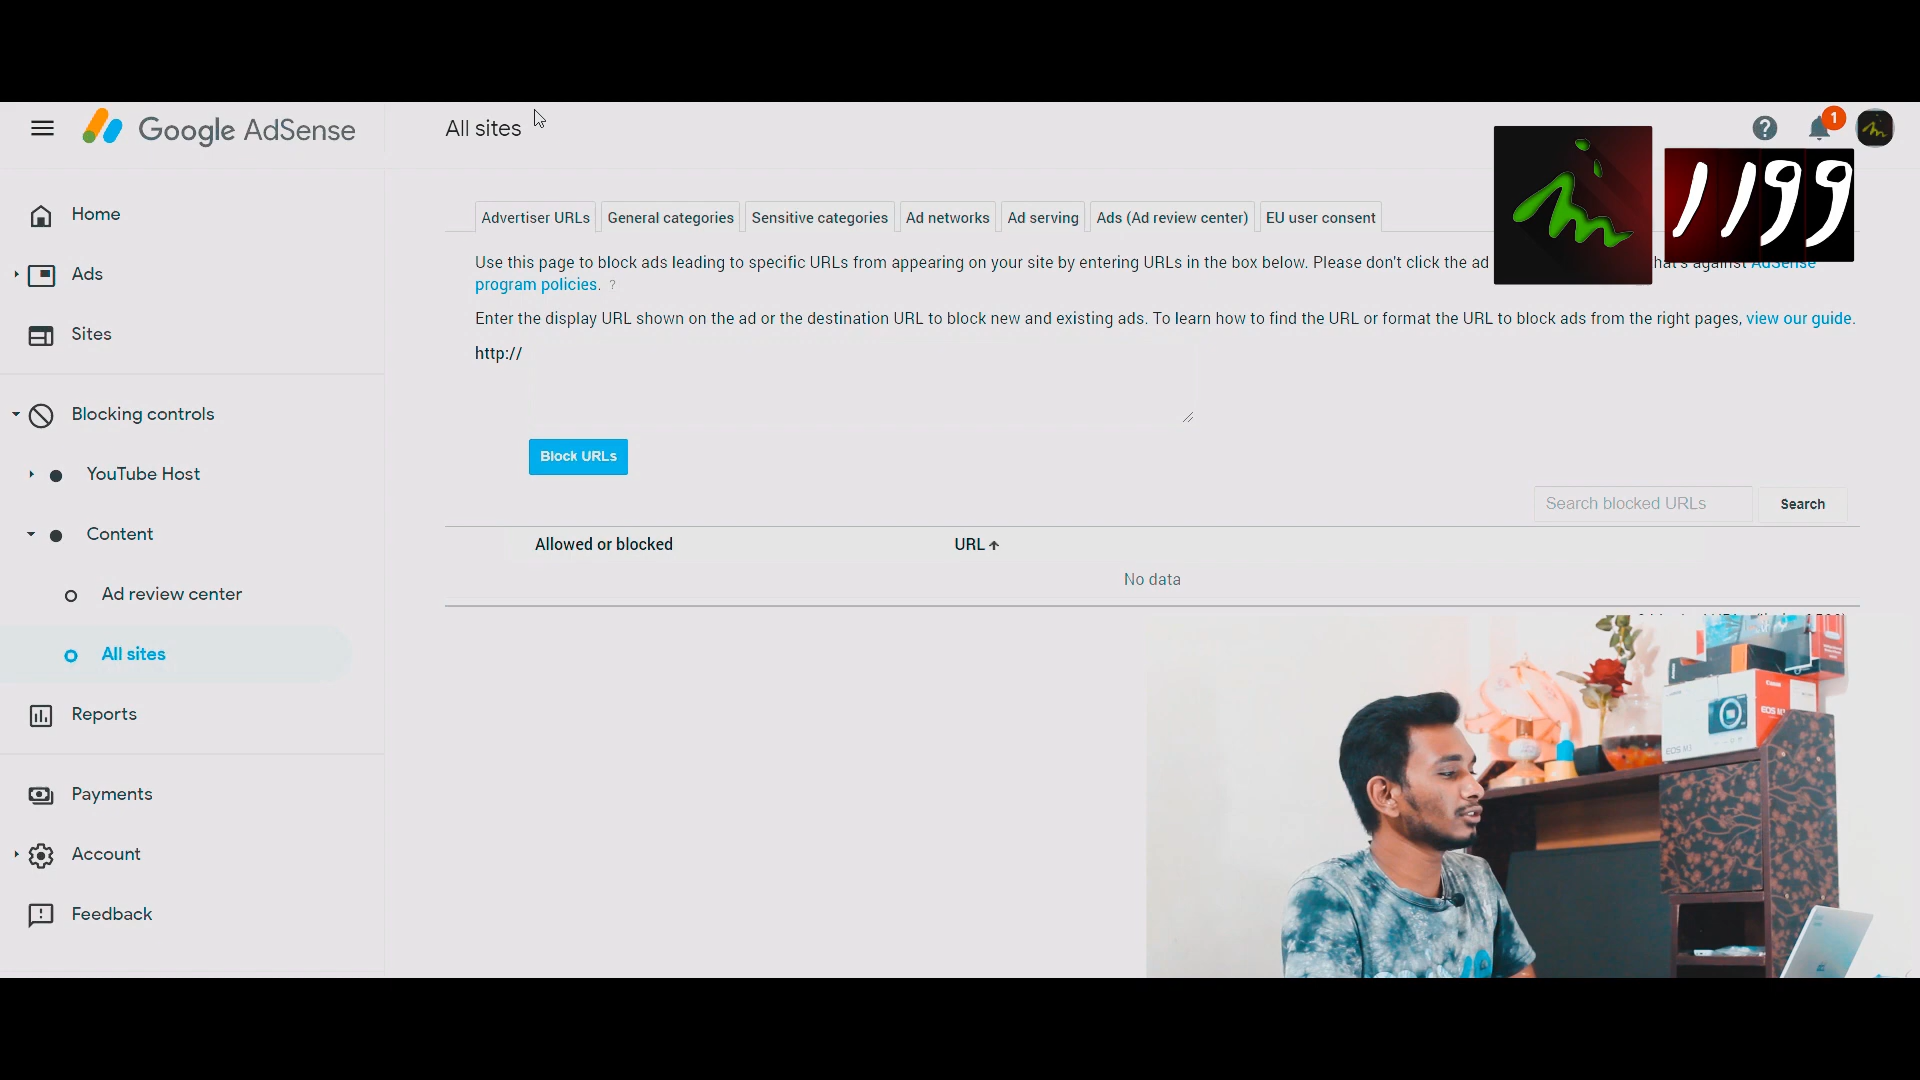 Google AdSense
All sites
1
1199
Home
Ads
Sites
Blocking controls
YouTube Host
Content
Ad review center
All sites
Reports
Payments
Account
Feedback
Advertiser URLs
General categories
Sensitive categories
Ad networks
Ad serving
Ads (Ad review center)
EU user consent
Use this page to block ads leading to specific URLs from appearing on your site by entering URLs in the box below. Please don't click the ad against AdSense
program policies. ?
Enter the display URL shown on the ad or the destination URL to block new and existing ads. To learn how to find the URL or format the URL to block ads from the right pages, view our guide.
http://
Block URLs
Search blocked URLs
Search
Allowed or blocked
URL
No data
Canon
EOS M3